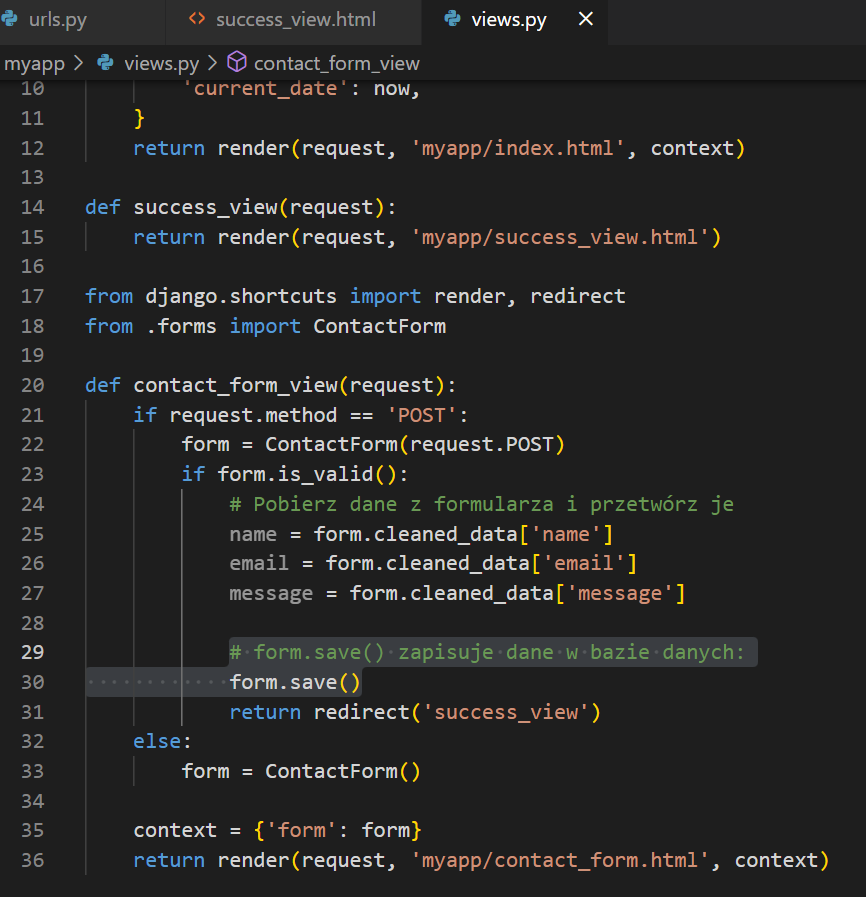 urls.py success_view.html views.py
myapp > views.py > contact_form_view
10 'current_date': now,
11 }
12 return render(request, 'myapp/index.html', context)
13
14 def success_view(request):
15 return render(request, 'myapp/success_view.html')
16
17 from django.shortcuts import render, redirect
18 from .forms import ContactForm
19
20 def contact_form_view(request):
21 if request.method == 'POST':
22 form = ContactForm(request.POST)
23 if form.is_valid():
24 # Pobierz dane z formularza i przetwórz je
25 name = form.cleaned_data['name']
26 email = form.cleaned_data['email']
27 message = form.cleaned_data['message']
28
29 # form.save() zapisuje dane w bazie danych:
30 form.save()
31 return redirect('success_view')
32 else:
33 form = ContactForm()
34
35 context = {'form': form}
36 return render(request, 'myapp/contact_form.html', context)